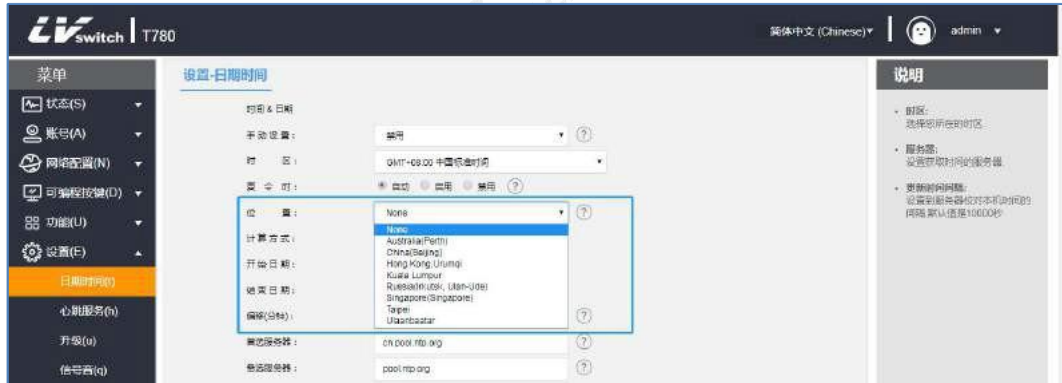 LVswitch T780
简体中文 (Chinese)
admin
菜单
状态(S)
账号(A)
网络配置(N)
可编程按键(D)
功能(U)
设置(E)
日期时间(t)
心跳服务(h)
升级(u)
信号音(q)
设置-日期时间
时间 & 日期
手动设置: 禁用
时 区: GMT+08:00 中国标准时间
夏令时: 自动 启用 禁用
位 置: None
None
Australia(Perth)
China(Beijing)
Hong Kong,Urumqi
Kuala Lumpur
Russia(Irkutsk, Ulan-Ude)
Singapore(Singapore)
Taipei
Ulaanbaatar
计算方式:
开始日期:
结束日期:
偏移(分钟):
首选服务器: cn.pool.ntp.org
备选服务器: pool.ntp.org
说明
时区:
选择您所在的时区
服务器:
设置获取时间的服务器
更新时间间隔:
设置到服务器校对本机时间的
间隔,默认值是10000秒